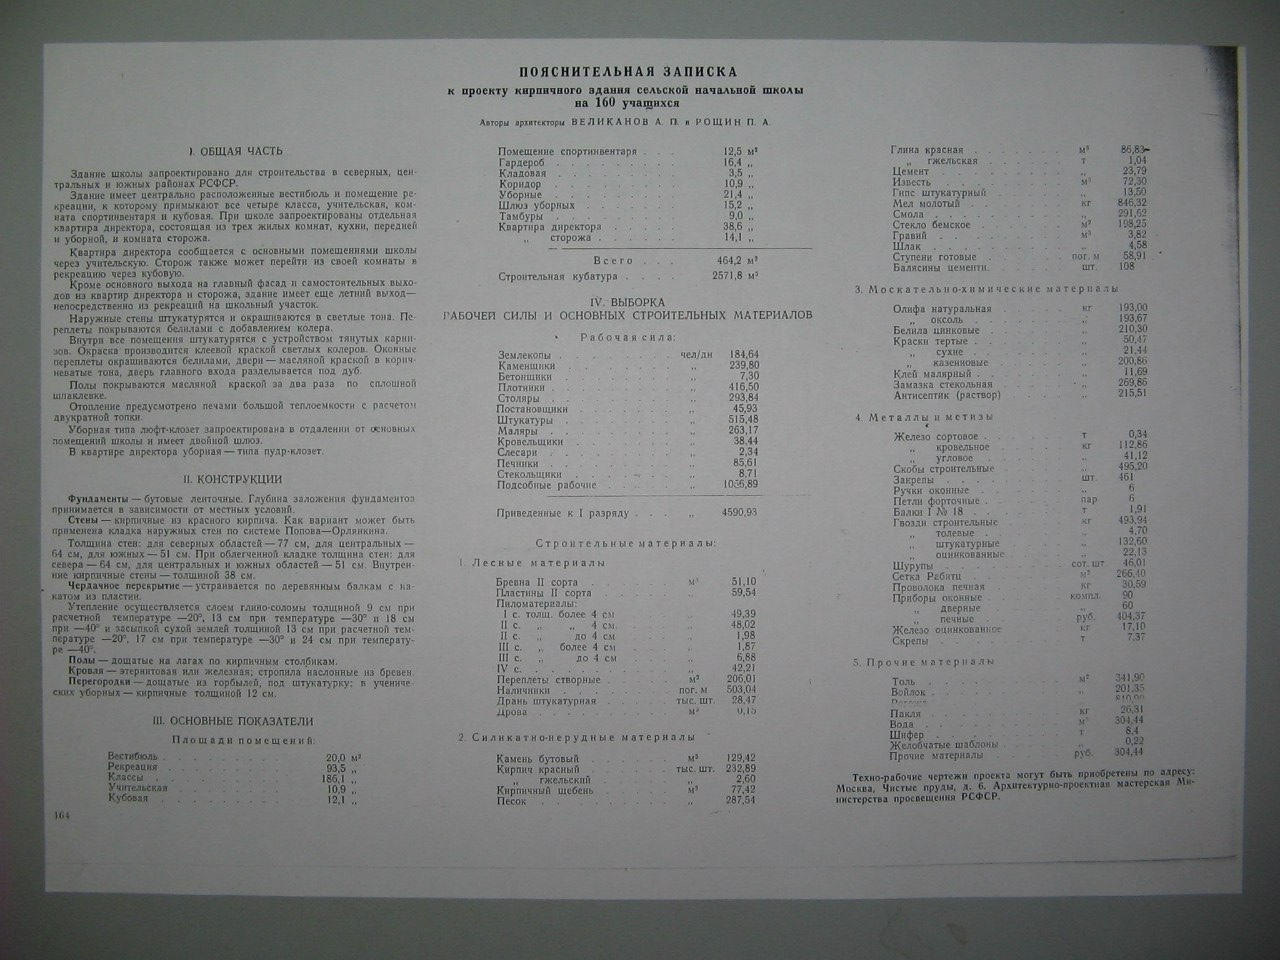 ПОЯСНИТЕЛЬНАЯ ЗАПИСКА
к проекту кирпичного здания сельской начальной школы
на 160 учащихся
Авторы архитекторы ВЕЛИКАНОВ А. П. и РОЩИН П. А.
I. ОБЩАЯ ЧАСТЬ
Здание школы запроектировано для строительства в северных, цен-
тральных и южных районах РСФСР.
Здание имеет центрально расположенные вестибюль и помещение ре-
креации, к которому примыкают все четыре класса, учительская, ком-
ната спортинвентаря и кубовая. При школе запроектированы отдельная
квартира директора, состоящая из трех жилых комнат, кухни, передней
и уборной, и комната сторожа.
Квартира директора сообщается с основными помещениями школы
через учительскую. Сторож также может перейти из своей комнаты в
рекреацию через кубовую.
Кроме основного выхода на главный фасад и самостоятельных выхо-
дов из квартир директора и сторожа, здание имеет еще летний выход—
непосредственно из рекреаций на школьный участок.
Наружные стены штукатурятся и окрашиваются в светлые тона. Пе-
реплеты покрываются белилами с добавлением колера.
Внутри все помещения штукатурятся с устройством тянутых карни-
зов. Окраска производится клеевой краской светлых колеров. Оконные
переплеты окрашиваются белилами, двери — масляной краской в корич-
неватые тона, дверь главного входа разделывается под дуб.
Полы покрываются масляной краской за два раза по сплошной
шпаклевке.
Отопление предусмотрено печами большой теплоемкости с расчетом
двукратной топки.
Уборная типа люфт-клозет запроектирована в отдалении от основных
помещений школы и имеет двойной шлюз.
В квартире директора уборная — типа пудр-клозет.
II. КОНСТРУКЦИИ
Фундаменты — бутовые ленточные. Глубина заложения фундаментов
принимается в зависимости от местных условий.
Стены — кирпичные из красного кирпича. Как вариант может быть
применена кладка наружных стен по системе Попова—Орлянкина.
Толщина стен: для северных областей — 77 см, для центральных —
64 см, для южных — 51 см. При облегченной кладке толщина стен: для
севера — 64 см, для центральных и южных областей — 51 см. Внутрен-
ние кирпичные стены — толщиной 38 см.
Чердачное перекрытие — устраивается по деревянным балкам с на-
катом из пластин.
Утепление осуществляется слоем глино-соломы толщиной 9 см при
расчетной температуре —20°, 13 см при температуре —30° и 18 см
при —40° и засыпкой сухой землей толщиной 13 см при расчетной тем-
пературе —20°, 17 см при температуре —30° и 24 см при температу-
ре —40°.
Полы — дощатые на лагах по кирпичным столбикам.
Кровля — этернитовая или железная; стропила наслонные из бревен.
Перегородки — дощатые из горбылей, под штукатурку; в учениче-
ских уборных — кирпичные толщиной 12 см.
III. ОСНОВНЫЕ ПОКАЗАТЕЛИ
Площади помещений:
Вестибюль . . . 20,0 м²
Рекреация . . . 93,5 „
Классы . . . 186,1 „
Учительская . . . 10,9 „
Кубовая . . . 12,1 „
164
Помещение спортинвентаря . . . 12,5 м²
Гардероб . . . 16,4 „
Кладовая . . . 3,5 „
Коридор . . . 10,9 „
Уборные . . . 21,4 „
Шлюз уборных . . . 15,2 „
Тамбуры . . . 9,0 „
Квартира директора . . . 38,6 „
„ сторожа . . . 14,1 „
Всего . . . 464,2 м²
Строительная кубатура . . . 2571,8 м³
IV. ВЫБОРКА
РАБОЧЕЙ СИЛЫ И ОСНОВНЫХ СТРОИТЕЛЬНЫХ МАТЕРИАЛОВ
Рабочая сила:
Землекопы . . . чел/дн 184,64
Каменщики . . . „ 239,80
Бетонщики . . . „ 7,30
Плотники . . . „ 416,50
Столяры . . . „ 293,84
Постановщики . . . „ 45,93
Штукатуры . . . „ 515,48
Маляры . . . „ 263,17
Кровельщики . . . „ 38,44
Слесари . . . „ 2,34
Печники . . . „ 85,61
Стекольщики . . . „ 8,71
Подсобные рабочие . . . „
Приведенные к I разряду . . . „ 4590,93
Строительные материалы:
1. Лесные материалы
Бревна II сорта . . . м³ 51,10
Пластины II сорта . . . „ 59,54
Пиломатериалы:
I с. толщ. более 4 см . . . „ 49,39
II с. „ „ 4 см. . . „ 48,02
II с. „ до 4 см . . . „ 1,98
III с. „ более 4 см . . . „ 1,87
III с. „ до 4 см . . . „ 6,88
IV с. . . . „ 42,21
Переплеты створные . . . м² 206,01
Наличники . . . пог. м 503,04
Дрань штукатурная . . . тыс. шт. 28,47
Дрова . . . м³ 0,15
2. Силикатно-нерудные материалы
Камень бутовый . . . м³ 129,42
Кирпич красный . . . тыс. шт. 232,89
„ гжельский . . . „ 2,60
Кирпичный щебень . . . м³ 77,42
Песок . . . „ 287,54
Глина красная . . . м³ 86,83
„ гжельская . . . т 1,04
Цемент . . . „ 23,79
Известь . . . м³ 72,30
Гипс штукатурный . . . 13,50
Мел молотый . . . кг 846,32
Смола . . . „ 291,62
Стекло бемское . . . м² 198,25
Гравий . . . м³ 3,82
Шлак . . . „ 4,58
Ступени готовые . . . пог. м 58,91
Балясины цементн. шт. 108
3. Москательно-химические материалы
Олифа натуральная . . . кг 193,00
„ оксоль . . . „ 193,67
Белила цинковые . . . „ 210,30
Краски тертые . . . „ 50,47
„ сухие . . . „ 21,44
„ казеиновые . . . „ 200,86
Клей малярный . . . „ 11,69
Замазка стекольная . . . „ 269,86
Антисептик (раствор) . . . „ 215,51
4. Металлы и метизы
Железо сортовое . . . т 0,34
„ кровельное . . . кг 112,86
„ угловое . . . „ 41,12
Скобы строительные . . . „ 495,20
Закрепы . . . шт. 461
Ручки оконные . . . „ 6
Петли форточные . . . пар 6
Балки I № 18 . . . т 1,91
Гвозди строительные . . . кг 493,94
„ толевые . . . „ 4,70
„ штукатурные . . . „ 132,60
„ оцинкованные . . . „ 22,13
Шурупы . . . сот. шт 46,01
Сетка Рабитц . . . м² 266,40
Проволока печная . . . кг 30,59
Приборы оконные . . . компл. 90
„ дверные . . . „ 60
„ печные . . . руб. 404,37
Железо оцинкованное . . . кг 17,10
Скрепы . . . т 7,37
5. Прочие материалы
Толь . . . м² 341,90
Войлок . . . „ 201,35
Пакля . . . кг 26,31
Вода . . . м³ 304,44
Шифер . . . т 8,4
Желобчатые шаблоны . . . „ 0,22
Прочие материалы . . . руб. 304,44
Техно-рабочие чертежи проекта могут быть приобретены по адресу:
Москва, Чистые пруды, д. 6. Архитектурно-проектная мастерская Ми-
нистерства просвещения РСФСР.